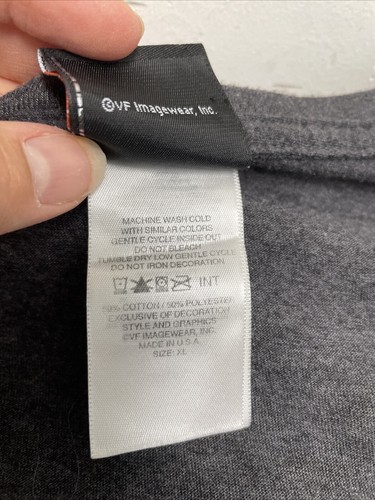 ©VF Imagewear, Inc.
MACHINE WASH COLD
WITH SIMILAR COLORS
GENTLE CYCLE INSIDE OUT
DO NOT BLEACH
TUMBLE DRY LOW GENTLE CYCLE
DO NOT IRON DECORATION
INT
50% COTTON / 50% POLYESTER
EXCLUSIVE OF DECORATION
STYLE AND GRAPHICS
©VF IMAGEWEAR, INC.
MADE IN U.S.A.
SIZE: XL